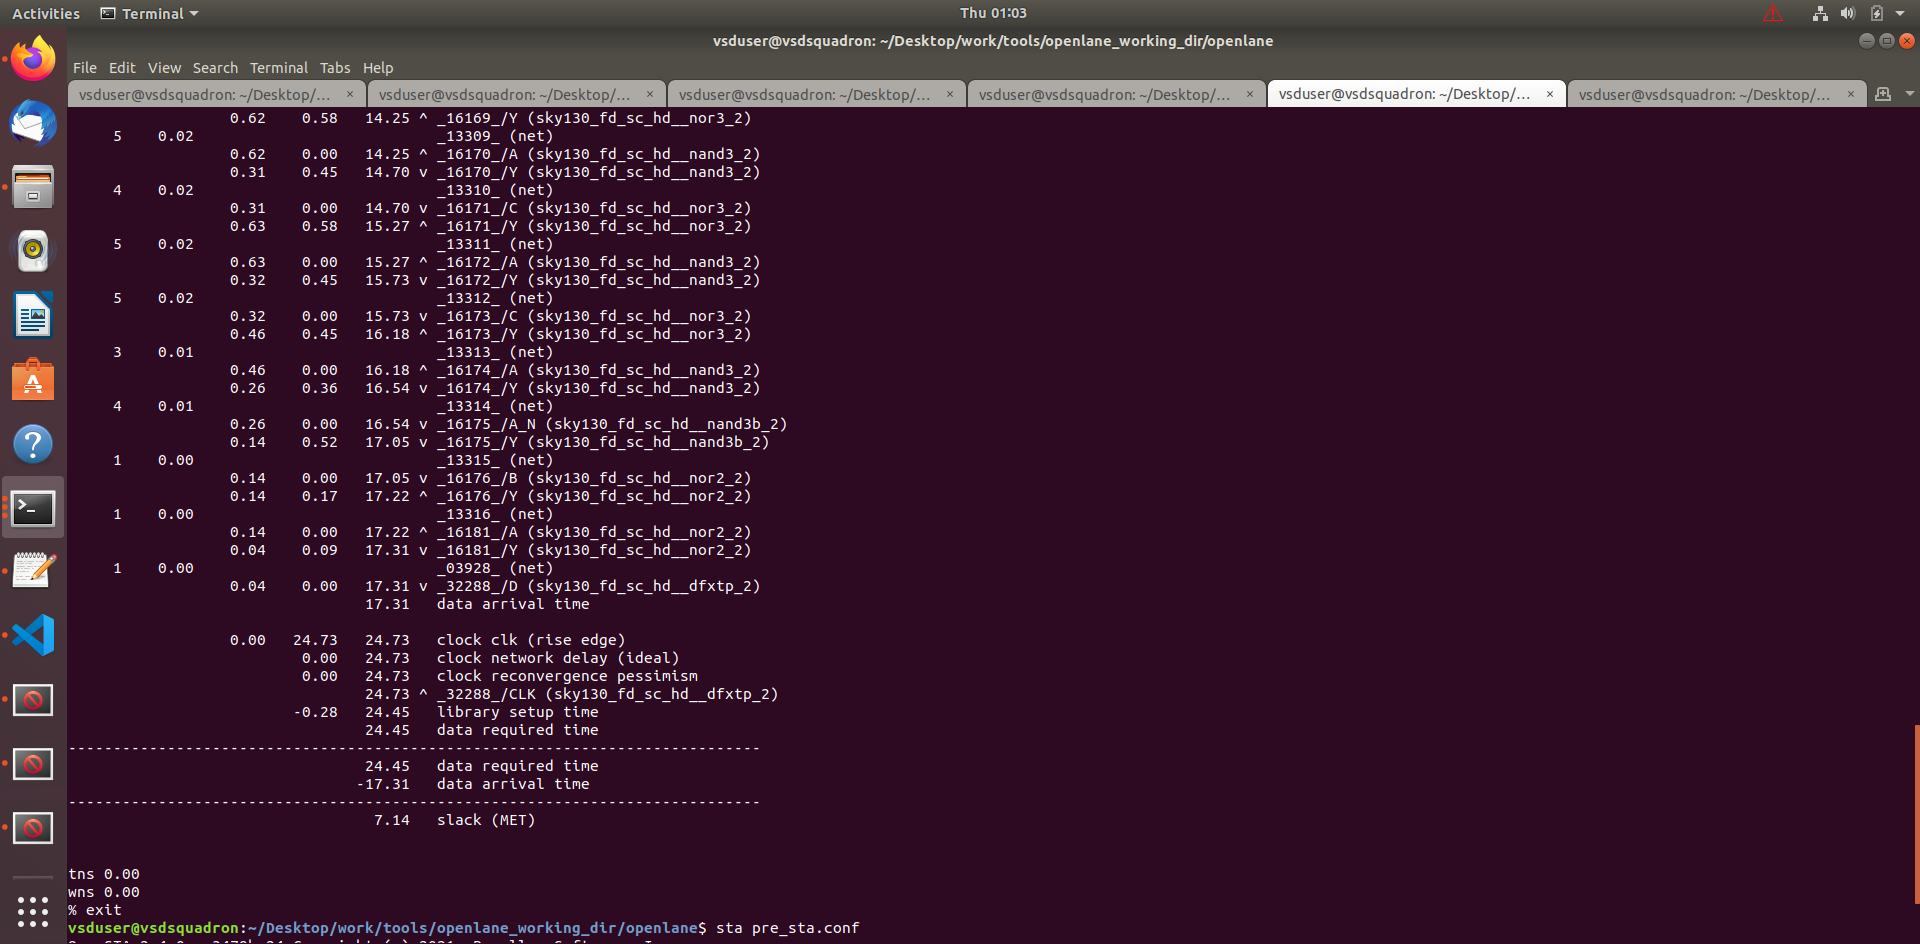 Activities Terminal Thu 01:03
vsduser@vsdsquadron: ~/Desktop/work/tools/openlane_working_dir/openlane
File Edit View Search Terminal Tabs Help
vsduser@vsdsquadron: ~/Desktop/... × vsduser@vsdsquadron: ~/Desktop/... × vsduser@vsdsquadron: ~/Desktop/... × vsduser@vsdsquadron: ~/Desktop/... × vsduser@vsdsquadron: ~/Desktop/... × vsduser@vsdsquadron: ~/Desktop/... ×
0.62 0.58 14.25 ^ _16169_/Y (sky130_fd_sc_hd__nor3_2)
5 0.02 _13309_ (net)
0.62 0.00 14.25 ^ _16170_/A (sky130_fd_sc_hd__nand3_2)
0.31 0.45 14.70 v _16170_/Y (sky130_fd_sc_hd__nand3_2)
4 0.02 _13310_ (net)
0.31 0.00 14.70 v _16171_/C (sky130_fd_sc_hd__nor3_2)
0.63 0.58 15.27 ^ _16171_/Y (sky130_fd_sc_hd__nor3_2)
5 0.02 _13311_ (net)
0.63 0.00 15.27 ^ _16172_/A (sky130_fd_sc_hd__nand3_2)
0.32 0.45 15.73 v _16172_/Y (sky130_fd_sc_hd__nand3_2)
5 0.02 _13312_ (net)
0.32 0.00 15.73 v _16173_/C (sky130_fd_sc_hd__nor3_2)
0.46 0.45 16.18 ^ _16173_/Y (sky130_fd_sc_hd__nor3_2)
3 0.01 _13313_ (net)
0.46 0.00 16.18 ^ _16174_/A (sky130_fd_sc_hd__nand3_2)
0.26 0.36 16.54 v _16174_/Y (sky130_fd_sc_hd__nand3_2)
4 0.01 _13314_ (net)
0.26 0.00 16.54 v _16175_/A_N (sky130_fd_sc_hd__nand3b_2)
0.14 0.52 17.05 v _16175_/Y (sky130_fd_sc_hd__nand3b_2)
1 0.00 _13315_ (net)
0.14 0.00 17.05 v _16176_/B (sky130_fd_sc_hd__nor2_2)
0.14 0.17 17.22 ^ _16176_/Y (sky130_fd_sc_hd__nor2_2)
1 0.00 _13316_ (net)
0.14 0.00 17.22 ^ _16181_/A (sky130_fd_sc_hd__nor2_2)
0.04 0.09 17.31 v _16181_/Y (sky130_fd_sc_hd__nor2_2)
1 0.00 _03928_ (net)
0.04 0.00 17.31 v _32288_/D (sky130_fd_sc_hd__dfxtp_2)
17.31 data arrival time
0.00 24.73 24.73 clock clk (rise edge)
0.00 24.73 clock network delay (ideal)
0.00 24.73 clock reconvergence pessimism
24.73 ^ _32288_/CLK (sky130_fd_sc_hd__dfxtp_2)
-0.28 24.45 library setup time
24.45 data required time
-----------------------------------------------------------------------------
24.45 data required time
-17.31 data arrival time
-----------------------------------------------------------------------------
7.14 slack (MET)
tns 0.00
wns 0.00
% exit
vsduser@vsdsquadron:~/Desktop/work/tools/openlane_working_dir/openlane$ sta pre_sta.conf